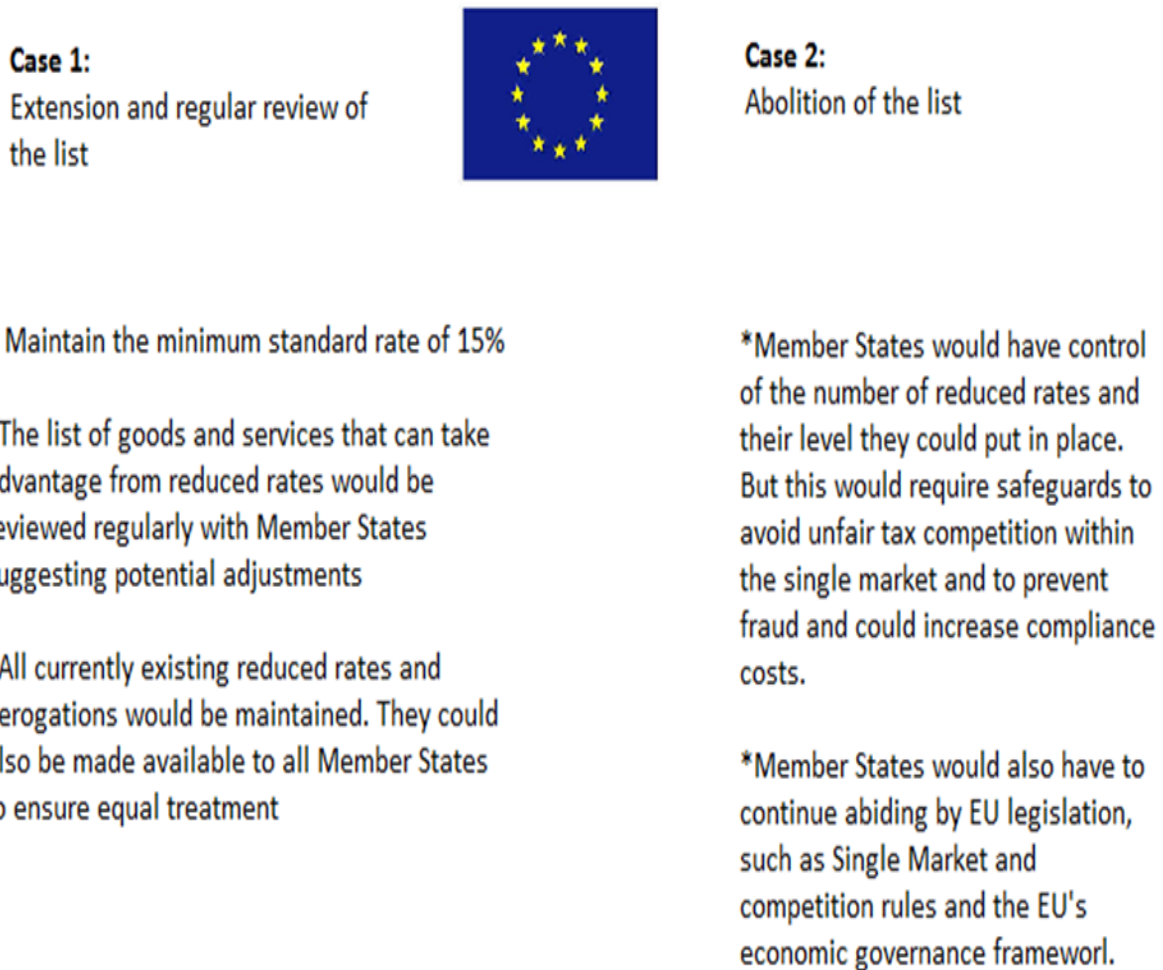 Case 1:
Extension and regular review of
the list
Case 2:
Abolition of the list
Maintain the minimum standard rate of 15%
The list of goods and services that can take
dvantage from reduced rates would be
eviewed regularly with Member States
uggesting potential adjustments
All currently existing reduced rates and
erogations would be maintained. They could
lso be made available to all Member States
o ensure equal treatment
*Member States would have control
of the number of reduced rates and
their level they could put in place.
But this would require safeguards to
avoid unfair tax competition within
the single market and to prevent
fraud and could increase compliance
costs.
*Member States would also have to
continue abiding by EU legislation,
such as Single Market and
competition rules and the EU's
economic governance frameworl.